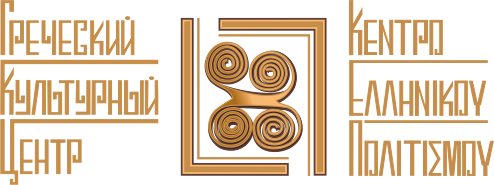 Греческий
Культурный
Центр
Κεντρο
Ελληνικου
Πολιτισμου